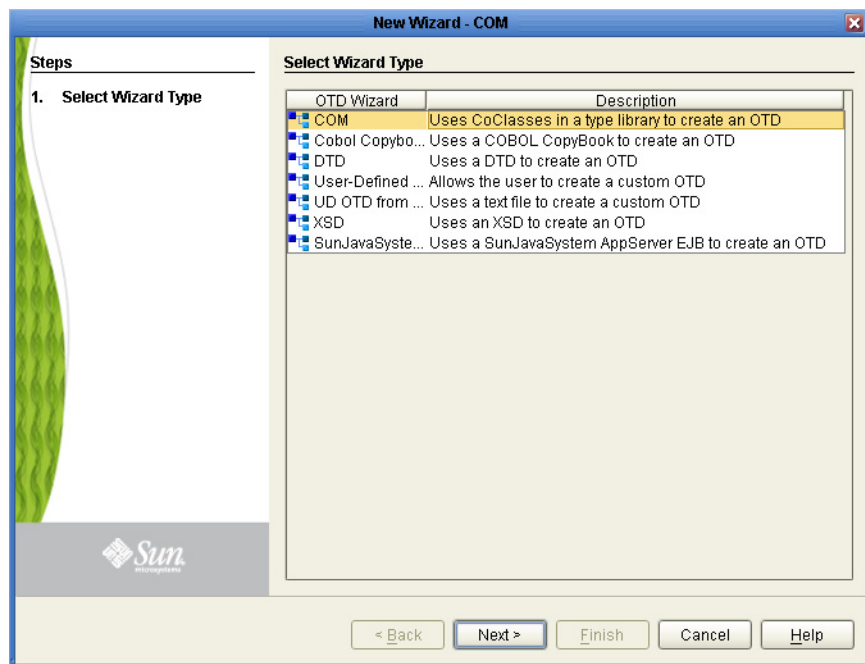 New Wizard - COM
Steps
1. Select Wizard Type
Select Wizard Type
OTD Wizard Description
COM Uses CoClasses in a type library to create an OTD
Cobol Copybo... Uses a COBOL CopyBook to create an OTD
DTD Uses a DTD to create an OTD
User-Defined ... Allows the user to create a custom OTD
UD OTD from ... Uses a text file to create a custom OTD
XSD Uses an XSD to create an OTD
SunJavaSyste... Uses a SunJavaSystem AppServer EJB to create an OTD
Sun
microsystems
< Back Next > Finish Cancel Help